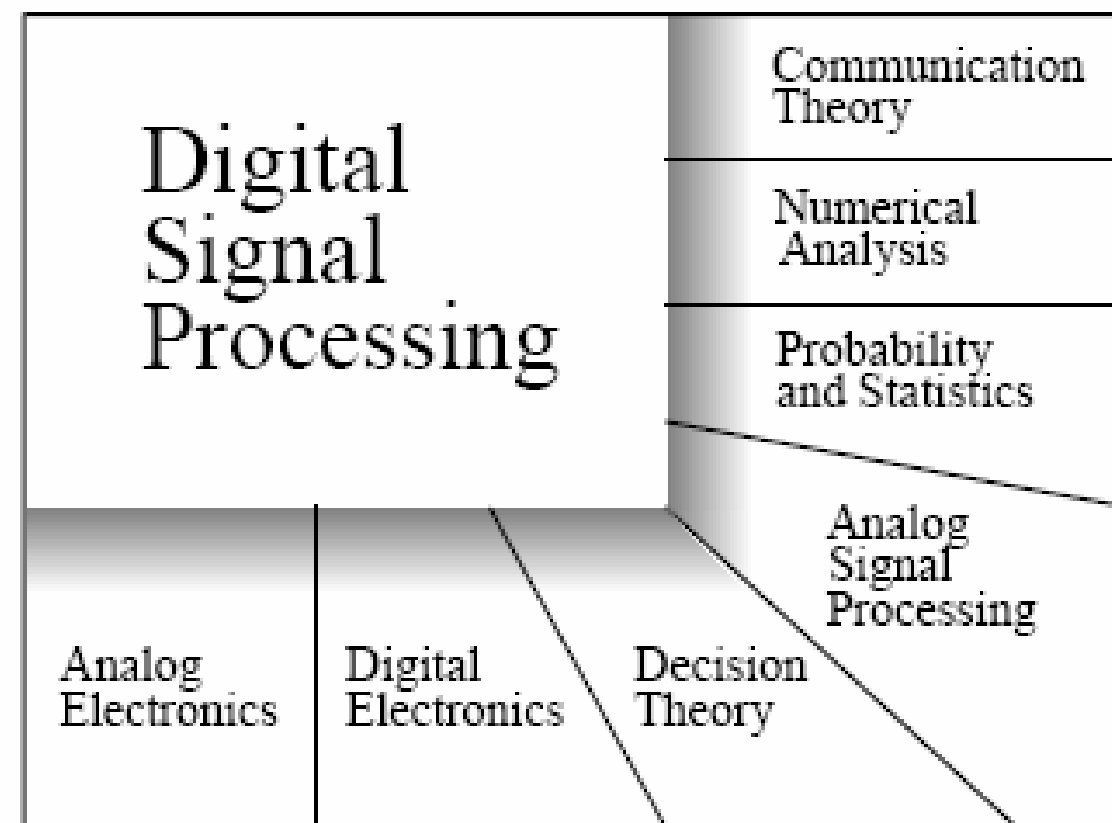 Digital
Signal
Processing
Communication
Theory
Numerical
Analysis
Probability
and Statistics
Analog
Signal
Processing
Decision
Theory
Digital
Electronics
Analog
Electronics